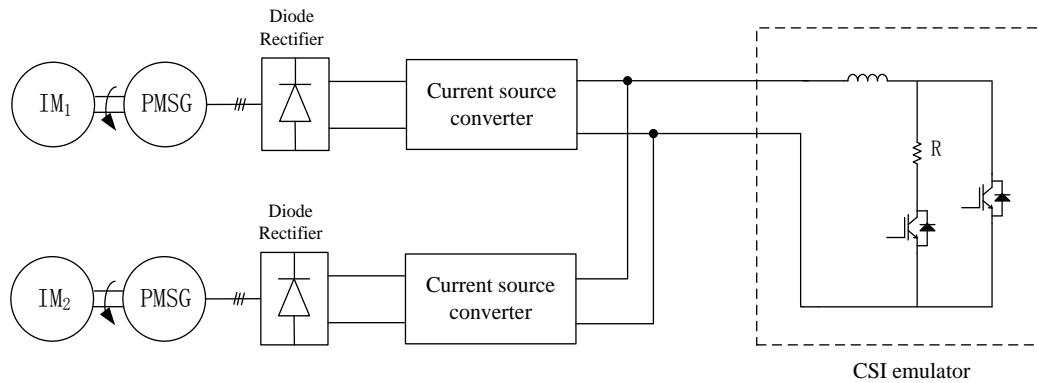 Diode
Rectifier
IM₁
PMSG
Current source
converter
R
Diode
Rectifier
IM₂
PMSG
Current source
converter
CSI emulator